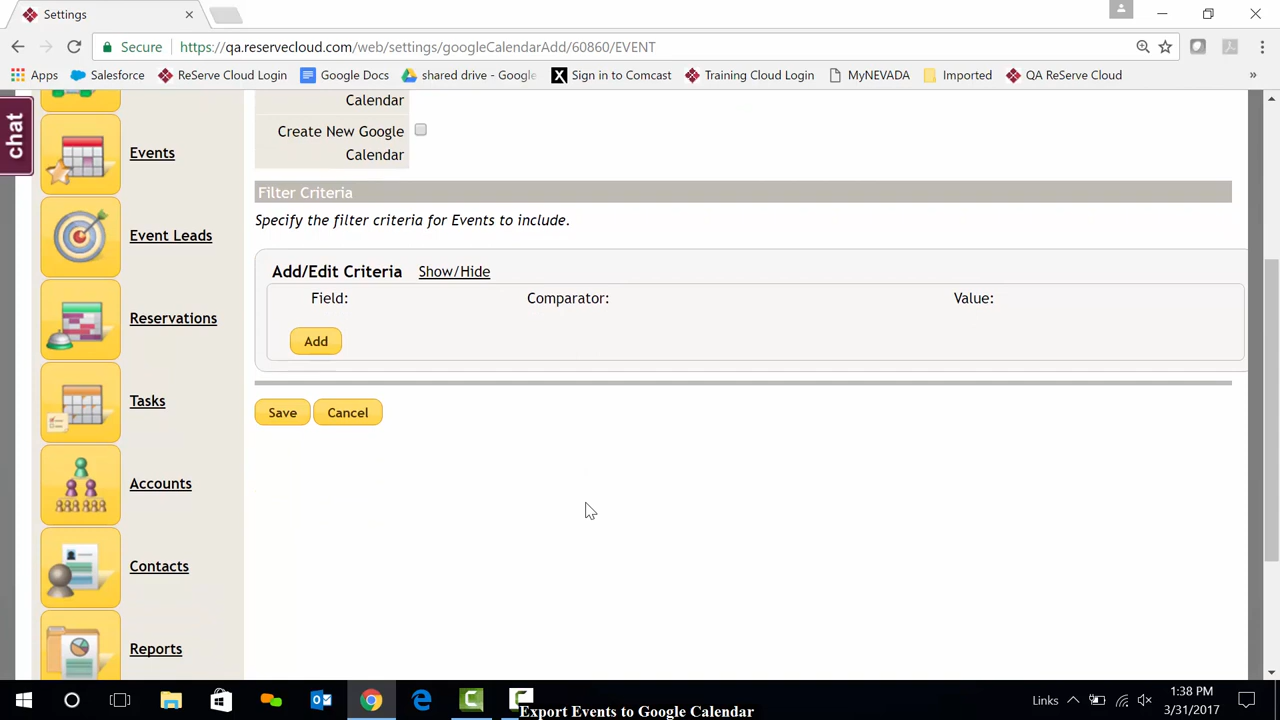 Settings
Secure
https://qa.reservecloud.com/web/settings/googleCalendarAdd/60860/EVENT
Apps
Salesforce
ReServe Cloud Login
Google Docs
shared drive - Google
Sign in to Comcast
Training Cloud Login
MyNEVADA
Imported
QA ReServe Cloud
»
chat
Events
Event Leads
Reservations
Tasks
Accounts
Contacts
Reports
Calendar
Create New Google
Calendar
Filter Criteria
Specify the filter criteria for Events to include.
Add/Edit Criteria Show/Hide
Field: Comparator: Value:
Add
Save Cancel
Links
1:38 PM
3/31/2017
Export Events to Google Calendar